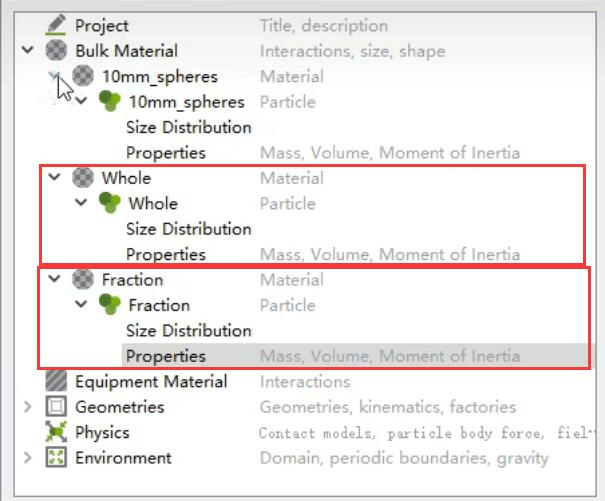 Project Title, description
Bulk Material Interactions, size, shape
10mm_spheres Material
10mm_spheres Particle
Size Distribution
Properties Mass, Volume, Moment of Inertia
Whole Material
Whole Particle
Size Distribution
Properties Mass, Volume, Moment of Inertia
Fraction Material
Fraction Particle
Size Distribution
Properties Mass, Volume, Moment of Inertia
Equipment Material Interactions
Geometries Geometries, kinematics, factories
Physics Contact models, particle body force, fiel…
Environment Domain, periodic boundaries, gravity